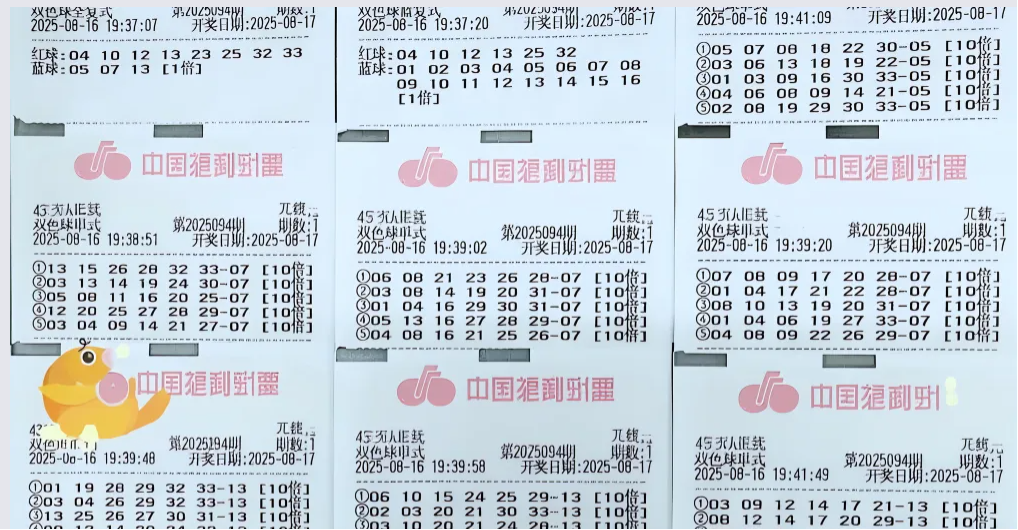 双色球全复式 第2025094期 期数:1
2025-08-16 19:37:07 开奖日期:2025-08-17
红球:04 10 12 13 23 25 32 33
蓝球:05 07 13 [1倍]
双色球蓝复式 第2025094期 期数:1
2025-08-16 19:37:20 开奖日期:2025-08-17
红球:04 10 12 13 25 32
蓝球:01 02 03 04 05 06 07 08
09 10 11 12 13 14 15 16
[1倍]
双色球单式 第2025094期 期数:1
2025-08-16 19:41:09 开奖日期:2025-08-17
①05 07 08 18 22 30-05 [10倍]
②03 06 13 18 19 22-05 [10倍]
③01 03 09 16 30 33-05 [10倍]
④04 06 08 09 14 21-05 [10倍]
⑤02 08 19 29 30 33-05 [10倍]
中国福利彩票
双色球单式 第2025094期 期数:1
2025-08-16 19:38:51 开奖日期:2025-08-17
①13 15 26 28 32 33-07 [10倍]
②03 13 14 19 24 30-07 [10倍]
③05 08 11 16 20 25-07 [10倍]
④12 20 25 27 28 29-07 [10倍]
⑤03 04 09 14 21 27-07 [10倍]
中国福利彩票
双色球单式 第2025094期 期数:1
2025-08-16 19:39:02 开奖日期:2025-08-17
①06 08 21 23 26 28-07 [10倍]
②03 08 14 19 20 31-07 [10倍]
③01 04 16 29 30 31-07 [10倍]
④05 13 16 27 28 29-07 [10倍]
⑤04 08 16 21 25 26-07 [10倍]
中国福利彩票
双色球单式 第2025094期 期数:1
2025-08-16 19:39:20 开奖日期:2025-08-17
①07 08 09 17 20 28-07 [10倍]
②01 04 17 21 22 28-07 [10倍]
③08 10 13 19 20 31-07 [10倍]
④01 04 06 19 27 33-07 [10倍]
⑤04 08 09 22 26 29-07 [10倍]
中国福利彩票
双色球 第2025194期 期数:1
2025-08-16 19:39:48 开奖日期:2025-08-17
①01 19 28 29 32 33-13 [10倍]
②03 04 26 29 32 33-13 [10倍]
③13 25 26 27 30 31-13 [10倍]
中国福利彩票
双色球单式 第2025094期 期数:1
2025-08-16 19:39:58 开奖日期:2025-08-17
①06 10 15 24 25 29-13 [10倍]
②02 03 20 21 30 33-13 [10倍]
③03 10 20 21 24 28-13 [10倍]
中国福利
双色球单式 第2025094期 期数:1
2025-08-16 19:41:49 开奖日期:2025-08-17
①03 09 12 14 17 21-13 [10倍]
②08 12 14 17 20 29-13 [10倍]